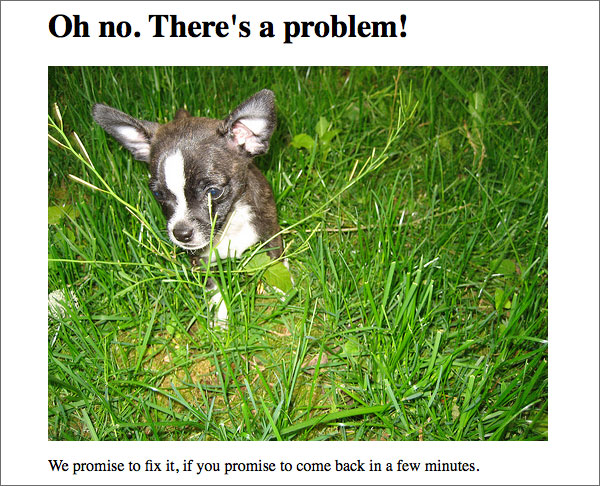 Oh no. There's a problem!
We promise to fix it, if you promise to come back in a few minutes.